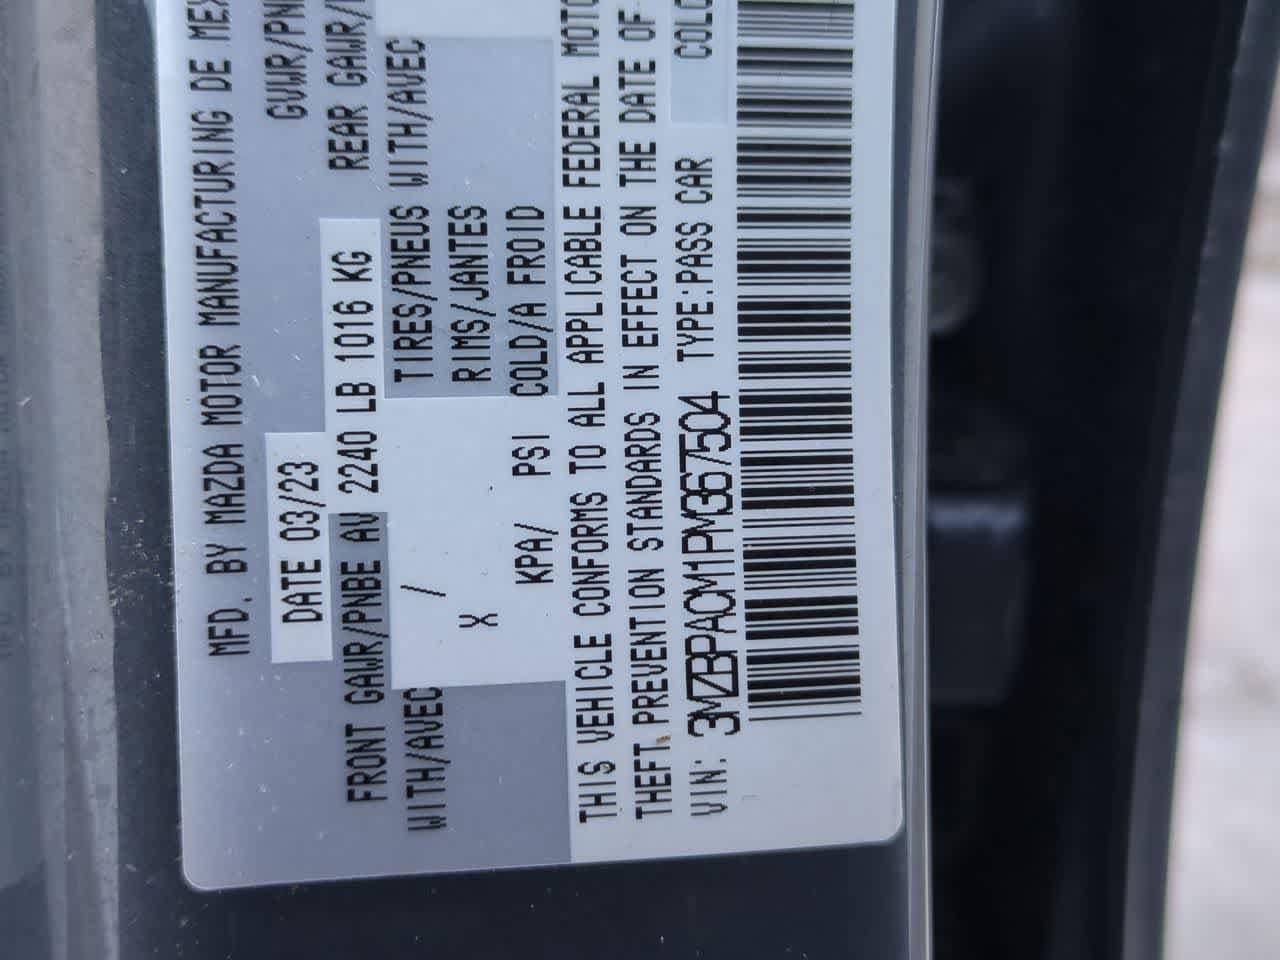 MFD. BY MAZDA MOTOR MANUFACTURING DE MEX
DATE 03/23 GVWR/PN
FRONT GAWR/PNBE AV 2240 LB 1016 KG REAR GAWR/
WITH/AVEC / TIRES/PNEUS WITH/AVEC
X RIMS/JANTES
KPA/ PSI COLD/A FROID
THIS VEHICLE CONFORMS TO ALL APPLICABLE FEDERAL MOTO
THEFT PREVENTION STANDARDS IN EFFECT ON THE DATE OF
VIN: 3MZBPACM1PM367504 TYPE:PASS CAR COLO